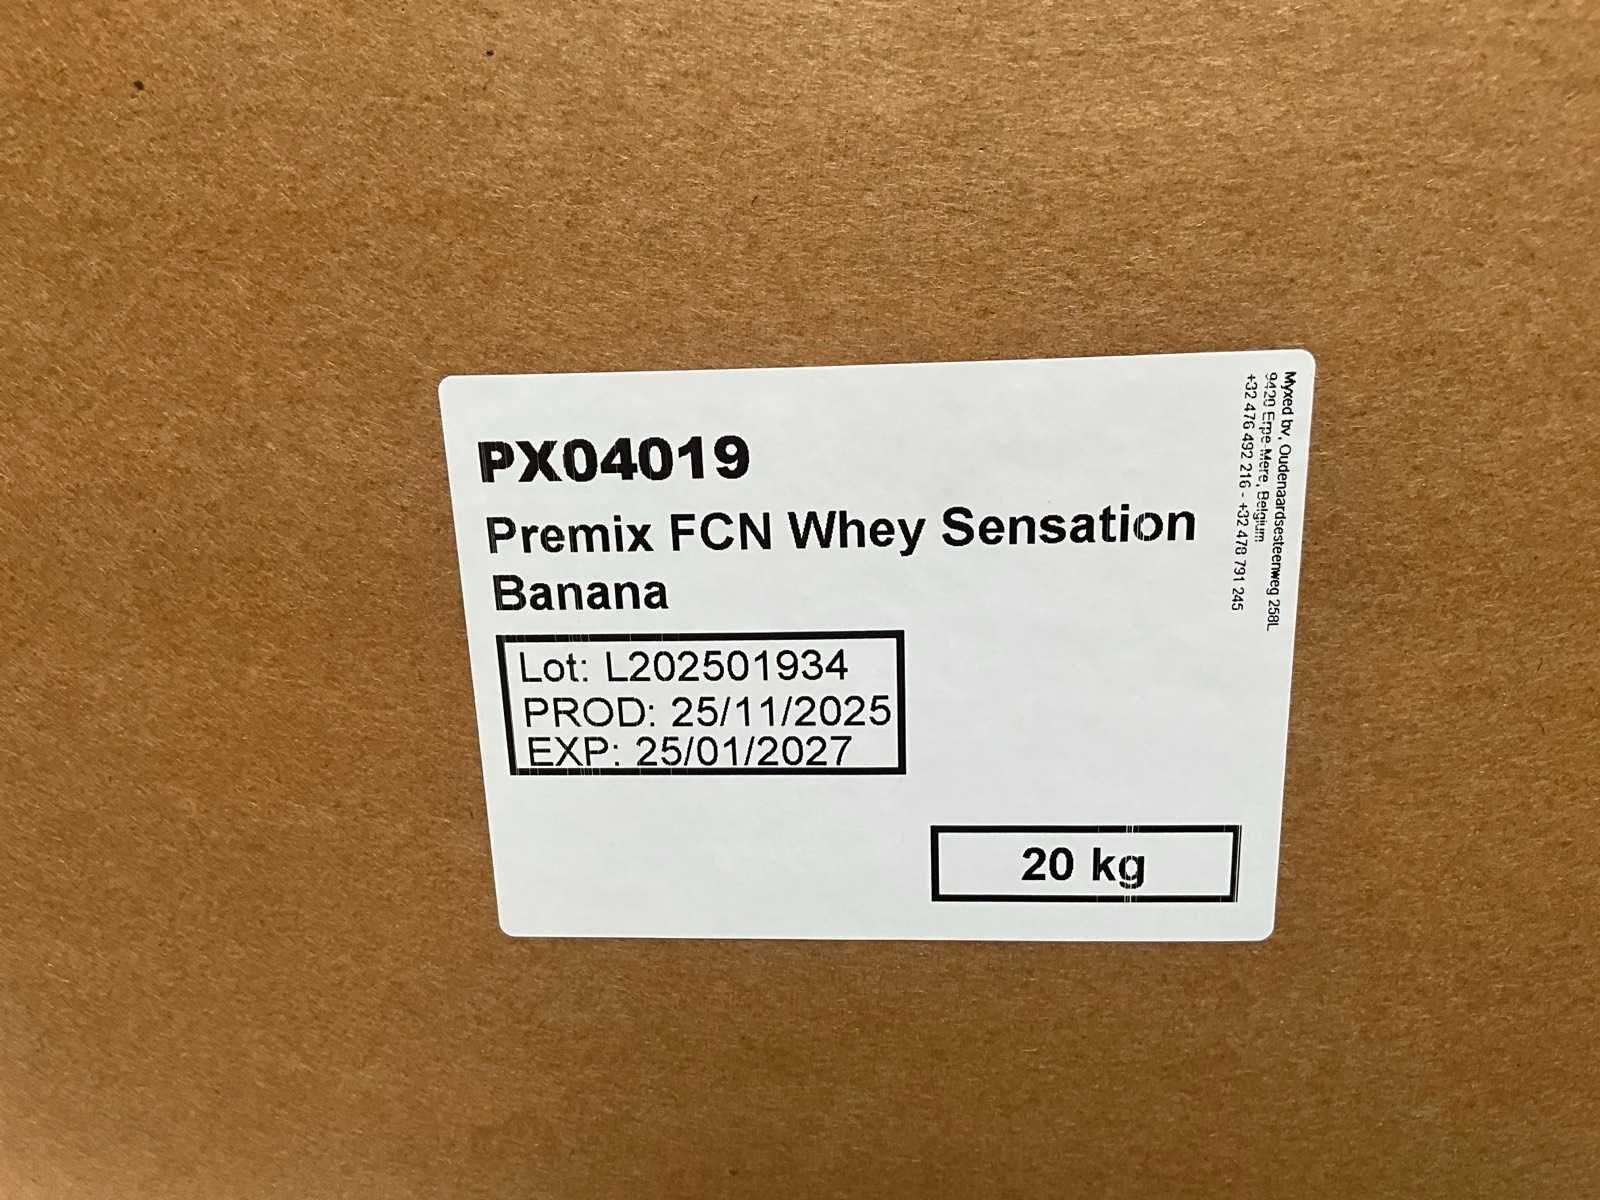 PX04019
Premix FCN Whey Sensation
Banana
Lot: L202501934
PROD: 25/11/2025
EXP: 25/01/2027
20 kg
Myxed bv, Oudenaardsesteenweg 258L
9420 Erpe-Mere, Belgium
+32 476 492 216 - +32 478 791 245